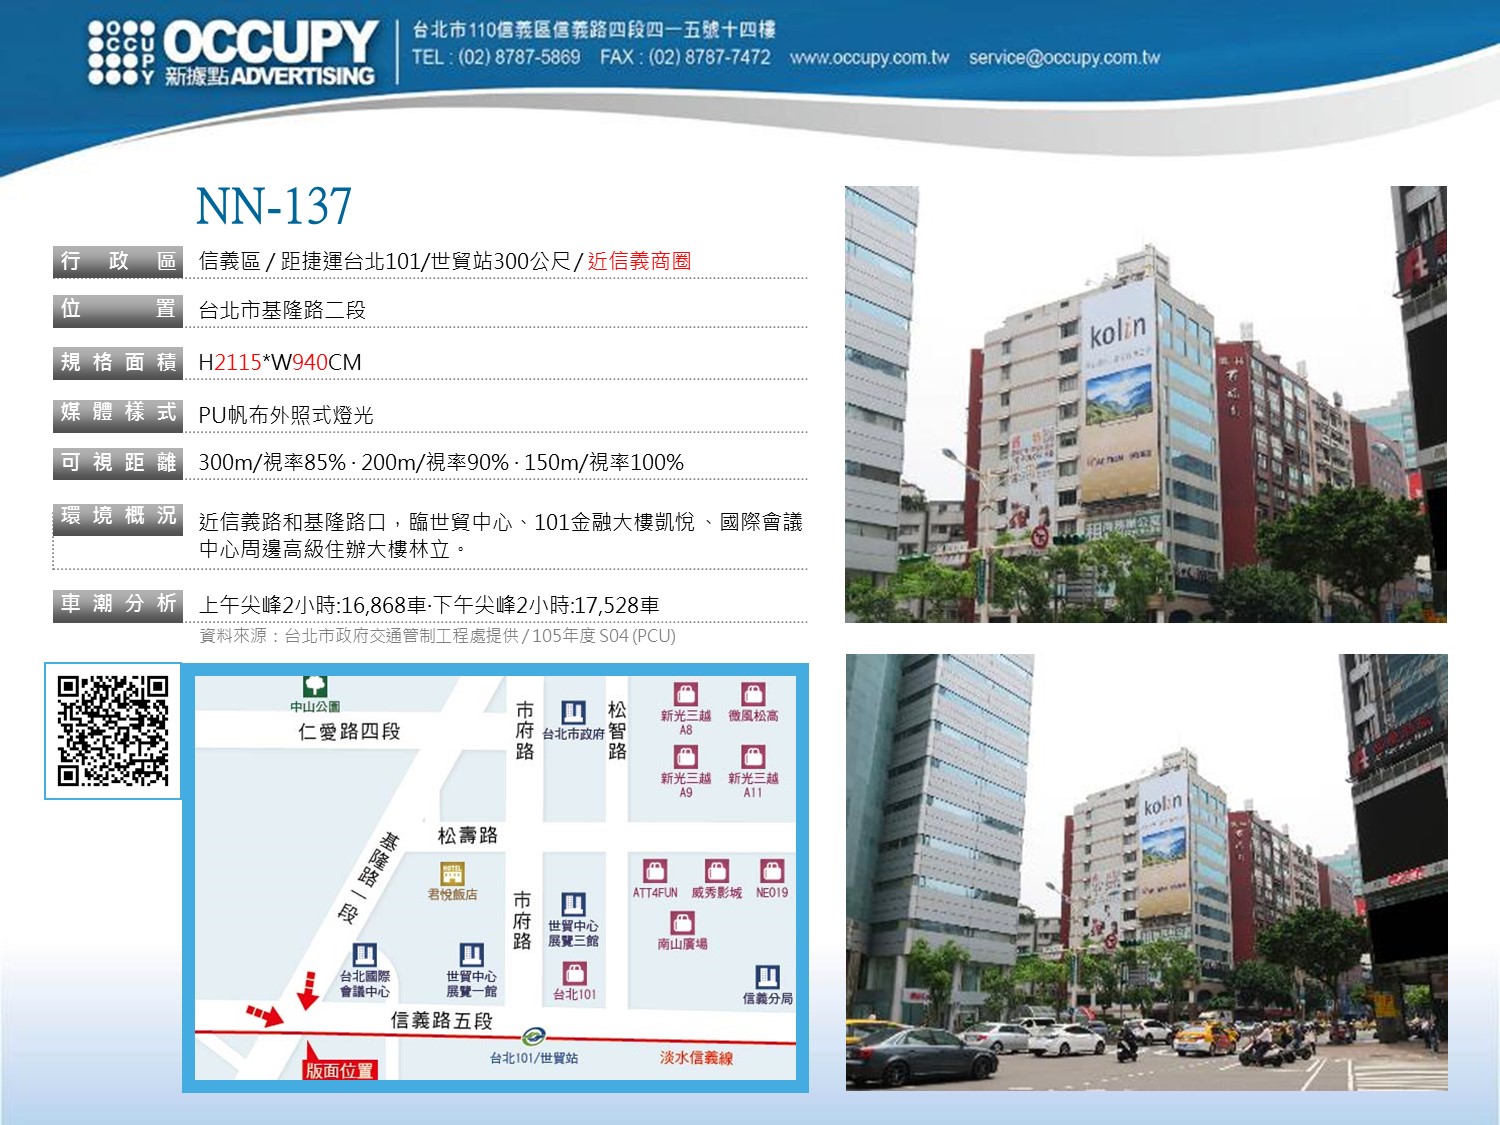 OCCUPY
新據點ADVERTISING
台北市110信義區信義路四段四一五號十四樓
TEL : (02) 8787-5869 FAX : (02) 8787-7472 www.occupy.com.tw service@occupy.com.tw
NN-137
行政區 信義區 / 距捷運台北101/世貿站300公尺 / 近信義商圈
位置 台北市基隆路二段
規格面積 H2115*W940CM
媒體樣式 PU帆布外照式燈光
可視距離 300m/視率85% · 200m/視率90% · 150m/視率100%
環境概況 近信義路和基隆路口，臨世貿中心、101金融大樓凱悅、國際會議
中心周邊高級住辦大樓林立。
車潮分析 上午尖峰2小時:16,868車·下午尖峰2小時:17,528車
資料來源：台北市政府交通管制工程處提供 / 105年度 S04 (PCU)
中山公園
仁愛路四段
市府路
台北市政府
松智路
新光三越
A8
微風松高
新光三越
A9
新光三越
A11
松壽路
基隆路一段
君悅飯店
市府路
世貿中心
展覽三館
ATT4FUN
威秀影城
NEO19
南山廣場
台北國際
會議中心
世貿中心
展覽一館
台北101
信義分局
信義路五段
台北101/世貿站
淡水信義線
版面位置
kolin
kolin